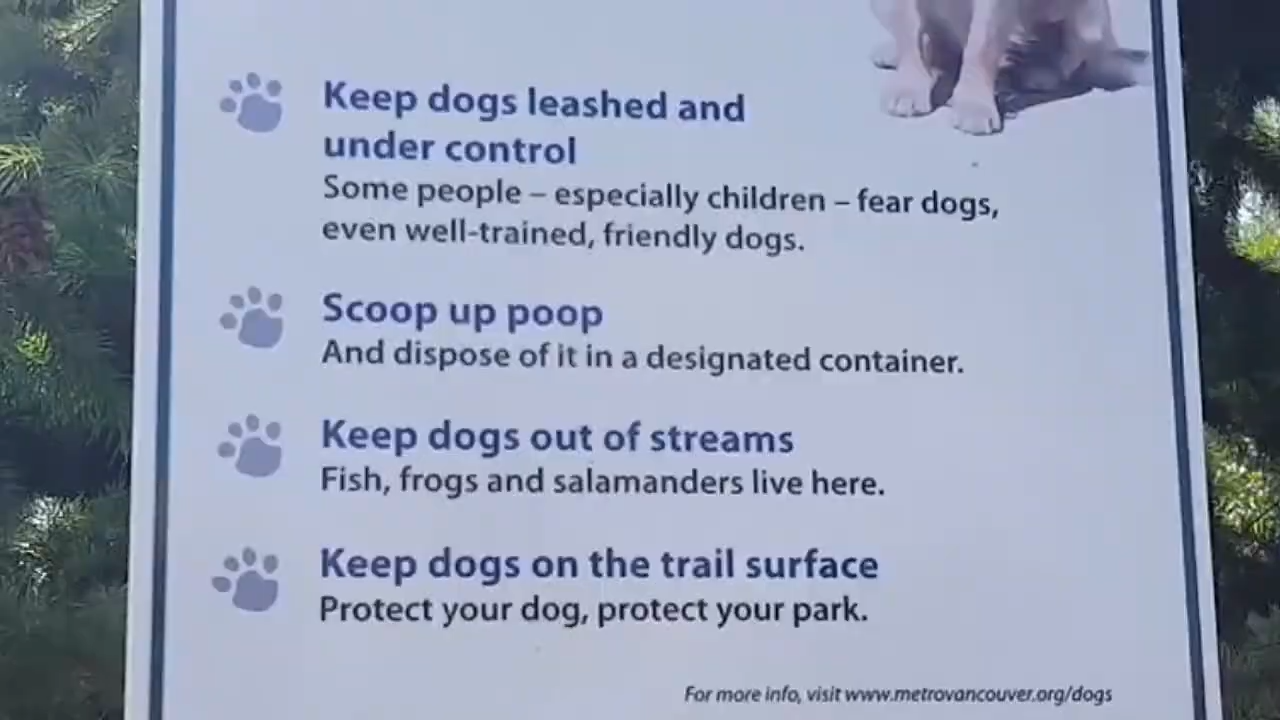 Keep dogs leashed and
under control
Some people – especially children – fear dogs,
even well-trained, friendly dogs.
Scoop up poop
And dispose of it in a designated container.
Keep dogs out of streams
Fish, frogs and salamanders live here.
Keep dogs on the trail surface
Protect your dog, protect your park.
For more info, visit www.metrovancouver.org/dogs